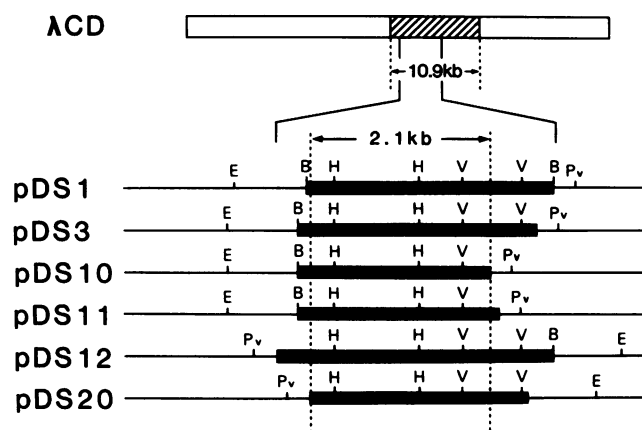 λCD
10.9kb
2.1kb
pDS1 E B H H V V B Pv
pDS3 E B H H V V Pv
pDS10 E B H H V Pv
pDS11 E B H H V Pv
pDS12 Pv H H V V B E
pDS20 Pv H H V V E